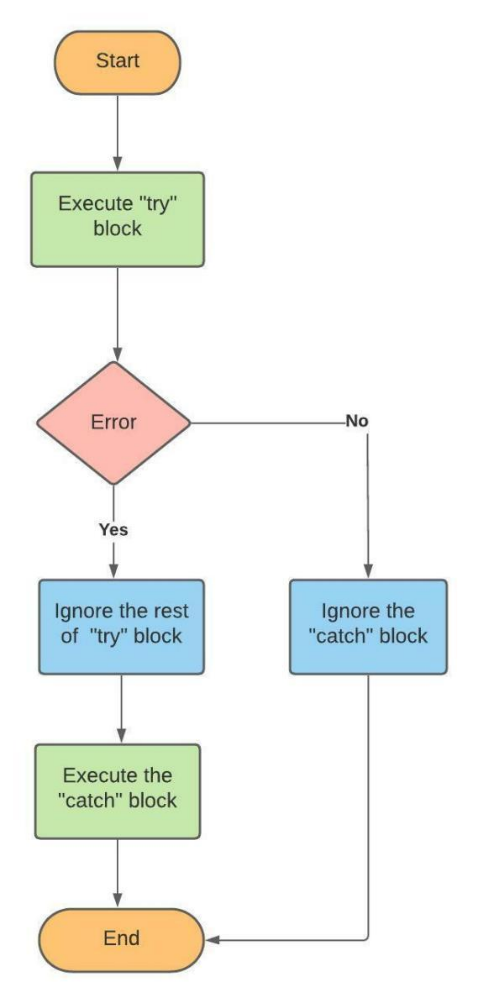 Start
Execute "try"
block
Error
No
Yes
Ignore the rest
of "try" block
Ignore the
"catch" block
Execute the
"catch" block
End